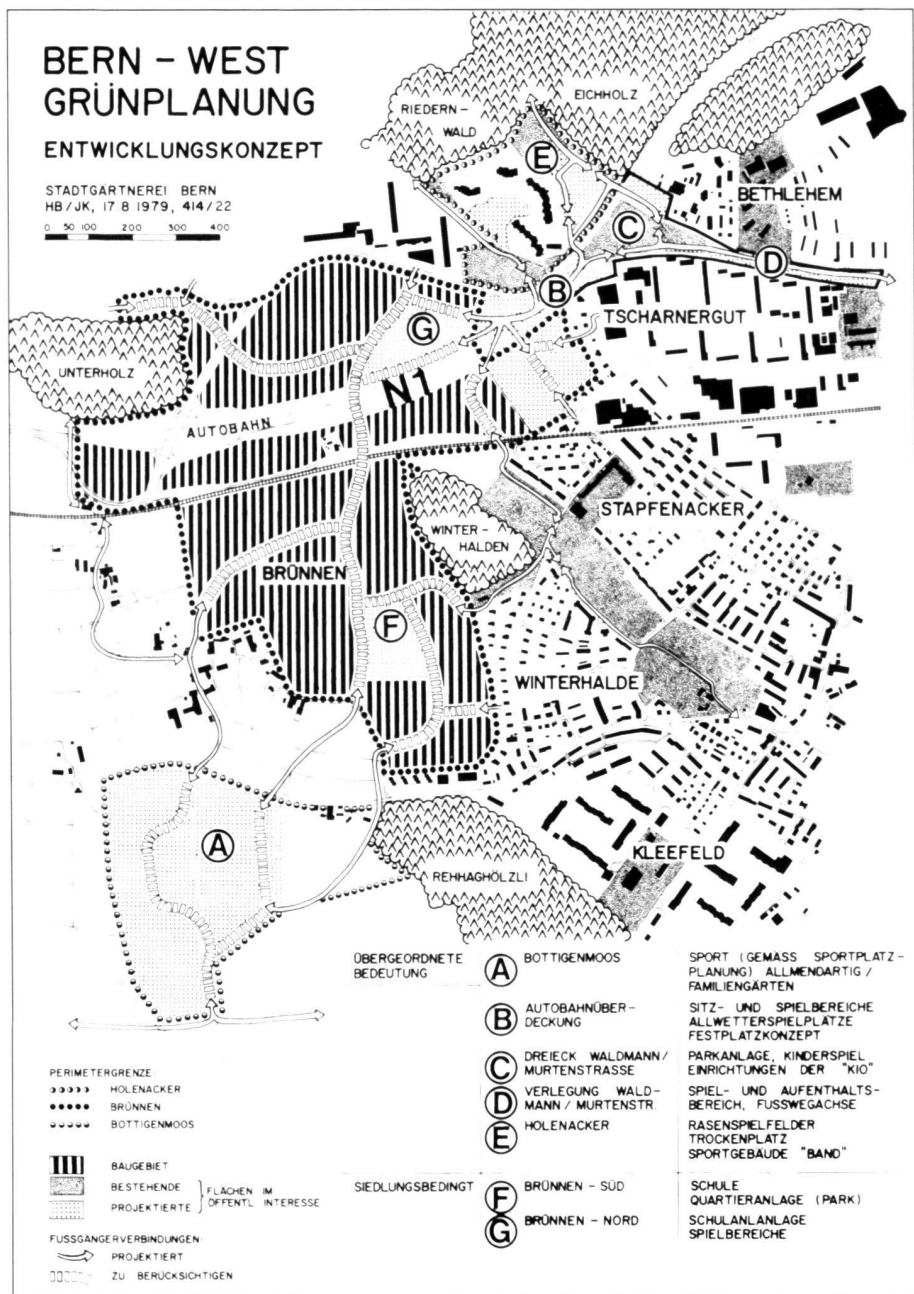 BERN – WEST
GRÜNPLANUNG
ENTWICKLUNGSKONZEPT
STADTGÄRTNEREI BERN
HB/JK, 17 8 1979, 414/22
0 50 100 200 300 400
RIEDERN-
WALD
EICHHOLZ
E
BETHLEHEM
C
D
B
G
TSCHARNERGUT
UNTERHOLZ
N1
AUTOBAHN
STAPFENACKER
WINTER-
HALDEN
BRÜNNEN
F
WINTERHALDE
A
KLEEFELD
REHHAGHÖLZLI
ÜBERGEORDNETE
BEDEUTUNG
A BOTTIGENMOOS
SPORT (GEMÄSS SPORTPLATZ-
PLANUNG) ALLMENDARTIG /
FAMILIENGÄRTEN
B AUTOBAHNÜBER-
DECKUNG
SITZ- UND SPIELBEREICHE
ALLWETTERSPIELPLÄTZE
FESTPLATZKONZEPT
C DREIECK WALDMANN/
MURTENSTRASSE
PARKANLAGE, KINDERSPIEL
EINRICHTUNGEN DER "KIO"
D VERLEGUNG WALD-
MANN / MURTENSTR.
SPIEL- UND AUFENTHALTS-
BEREICH, FUSSWEGACHSE
E HOLENACKER
RASENSPIELFELDER
TROCKENPLATZ
SPORTGEBÄUDE "BAND"
SIEDLUNGSBEDINGT
F BRÜNNEN – SÜD
SCHULE
QUARTIERANLAGE (PARK)
G BRÜNNEN – NORD
SCHULANLANLAGE
SPIELBEREICHE
PERIMETERGRENZE:
HOLENACKER
BRÜNNEN
BOTTIGENMOOS
BAUGEBIET
BESTEHENDE
PROJEKTIERTE
FLÄCHEN IM
ÖFFENTL INTERESSE
FUSSGÄNGERVERBINDUNGEN:
PROJEKTIERT
ZU BERÜCKSICHTIGEN